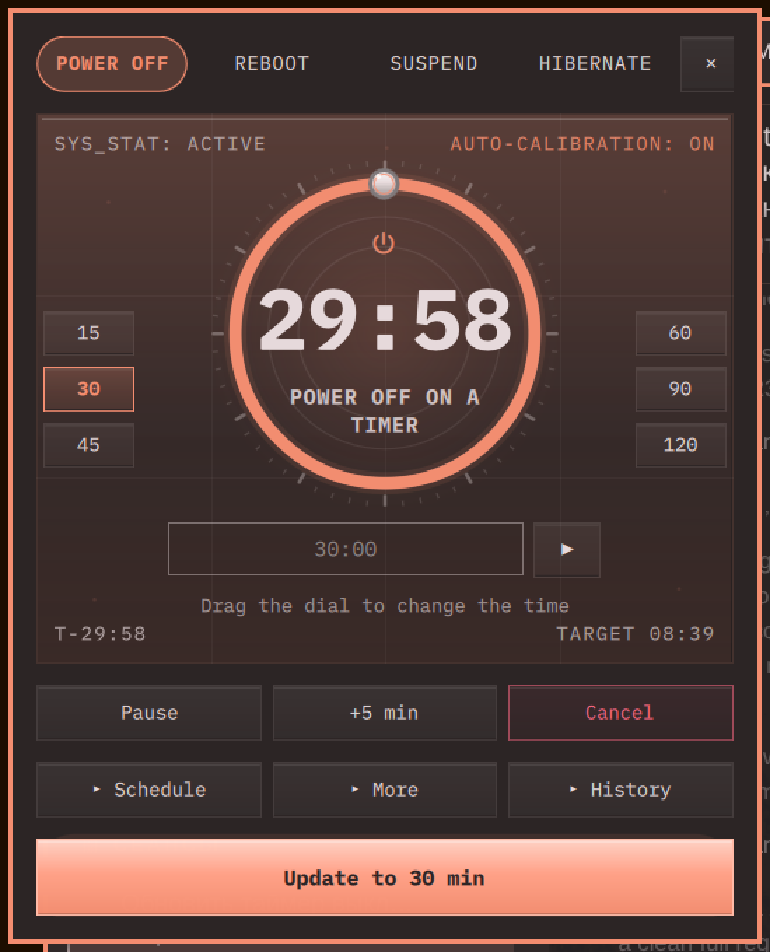 POWER OFF REBOOT SUSPEND HIBERNATE ×
SYS_STAT: ACTIVE AUTO-CALIBRATION: ON
29:58
15 60
POWER OFF ON A
30 90
TIMER
45 120
30:00 ▶
Drag the dial to change the time
T-29:58 TARGET 08:39
Pause +5 min Cancel
▸ Schedule ▸ More ▸ History
Update to 30 min